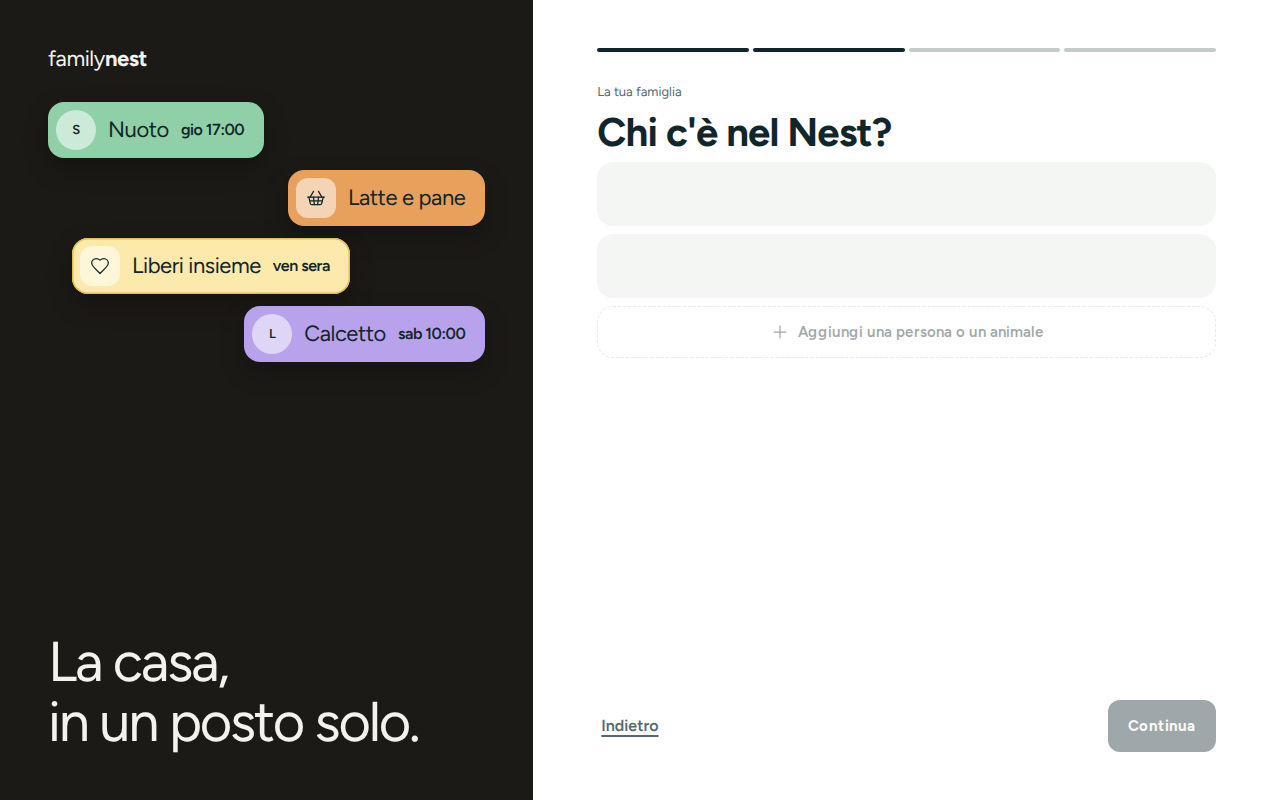 familynest
S Nuoto gio 17:00
Latte e pane
Liberi insieme ven sera
L Calcetto sab 10:00
La casa,
in un posto solo.
La tua famiglia
Chi c'è nel Nest?
Aggiungi una persona o un animale
Indietro
Continua